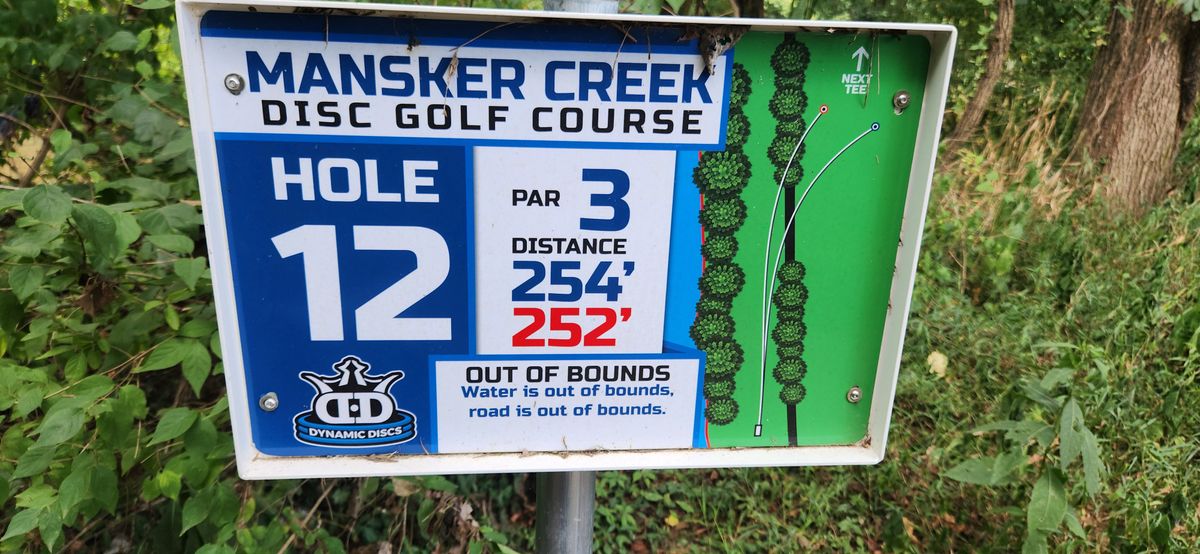 MANSKER CREEK
DISC GOLF COURSE
HOLE
12
PAR 3
DISTANCE
254’
252’
OUT OF BOUNDS
Water is out of bounds,
road is out of bounds.
DD
DYNAMIC DISCS
NEXT
TEE